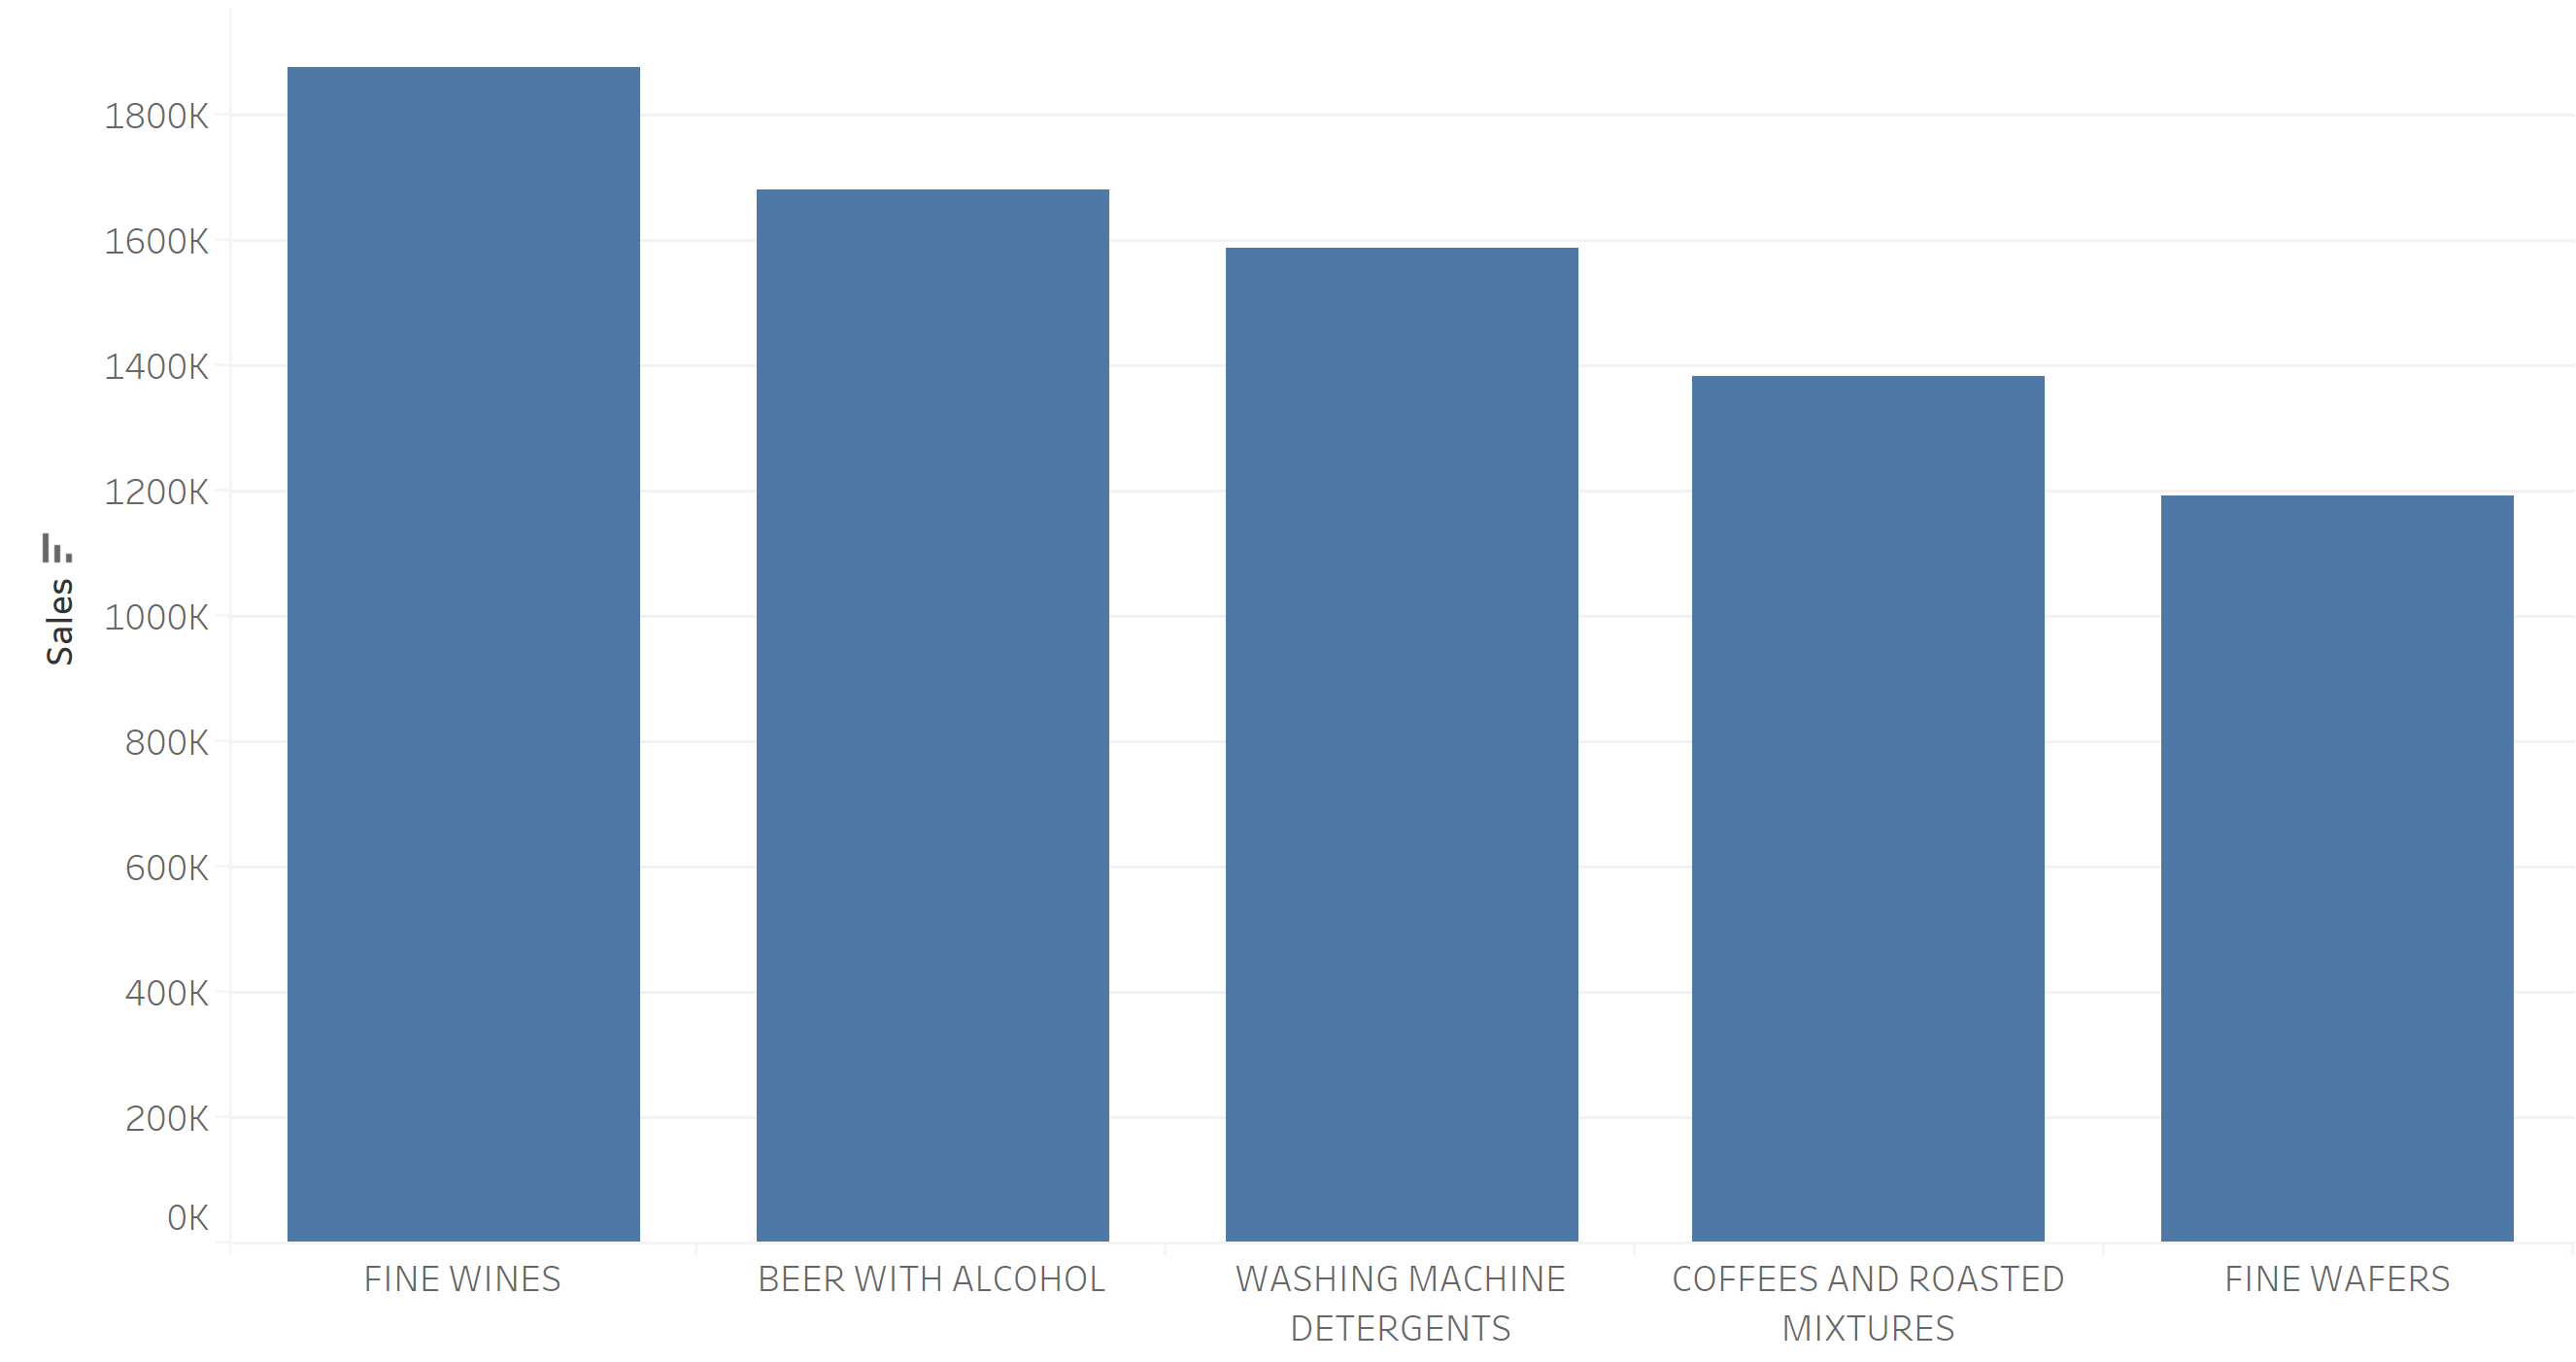 1800K
1600K
1400K
1200K
1000K
800K
600K
400K
200K
0K
Sales
FINE WINES
BEER WITH ALCOHOL
WASHING MACHINE
DETERGENTS
COFFEES AND ROASTED
MIXTURES
FINE WAFERS